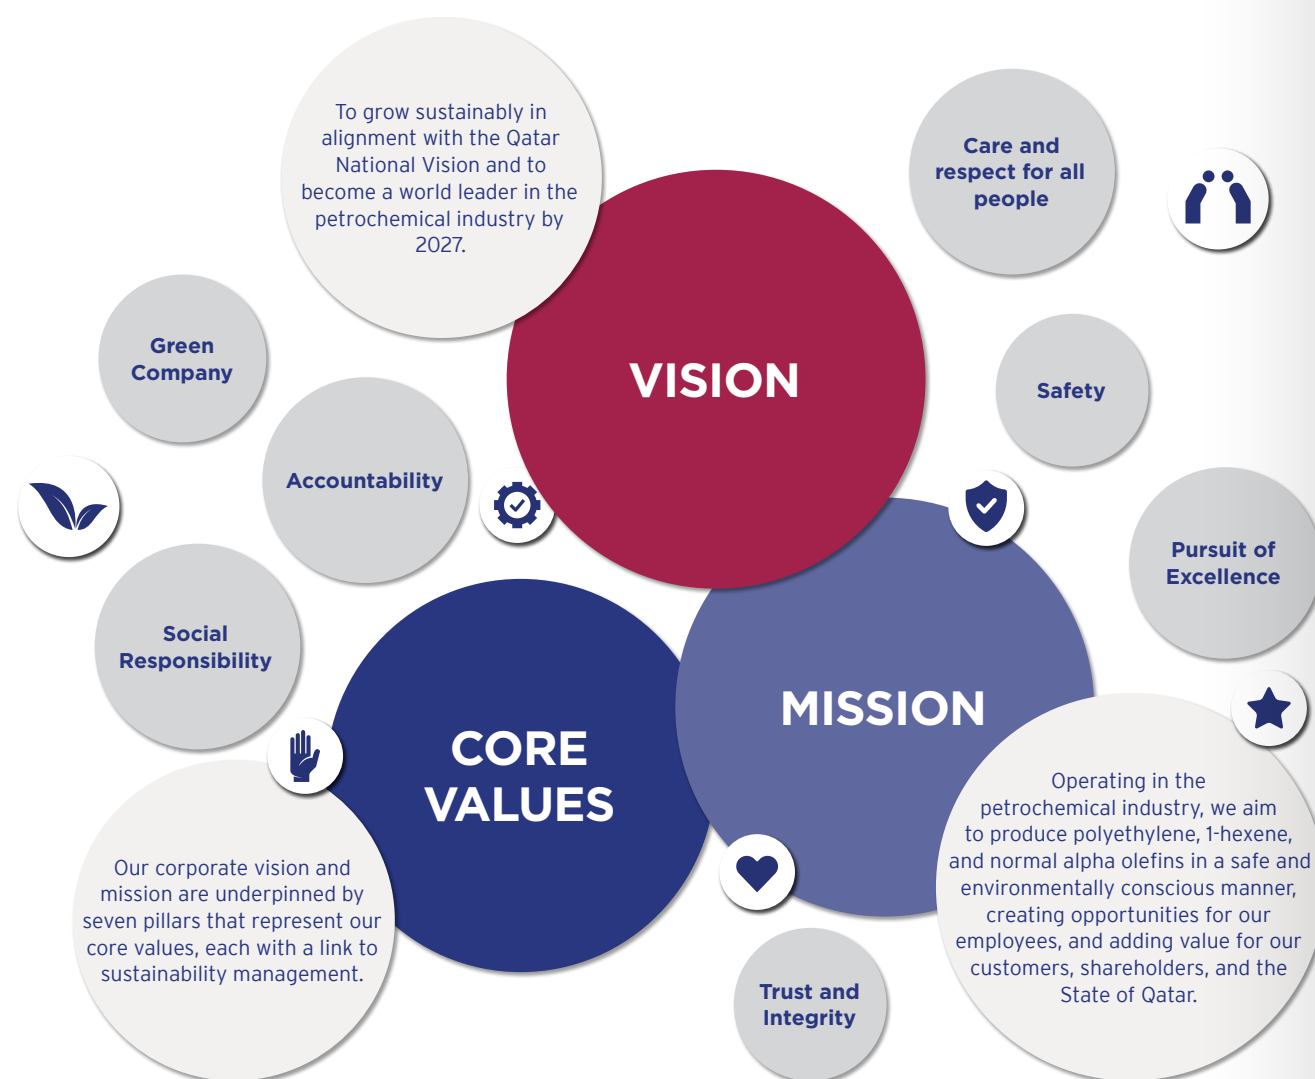 To grow sustainably in
alignment with the Qatar
National Vision and to
become a world leader in the
petrochemical industry by
2027.
Care and
respect for all
people
Green
Company
VISION
Safety
Accountability
Pursuit of
Excellence
Social
Responsibility
CORE
VALUES
MISSION
Operating in the
petrochemical industry, we aim
to produce polyethylene, 1-hexene,
and normal alpha olefins in a safe and
environmentally conscious manner,
creating opportunities for our
employees, and adding value for our
customers, shareholders, and the
State of Qatar.
Our corporate vision and
mission are underpinned by
seven pillars that represent our
core values, each with a link to
sustainability management.
Trust and
Integrity